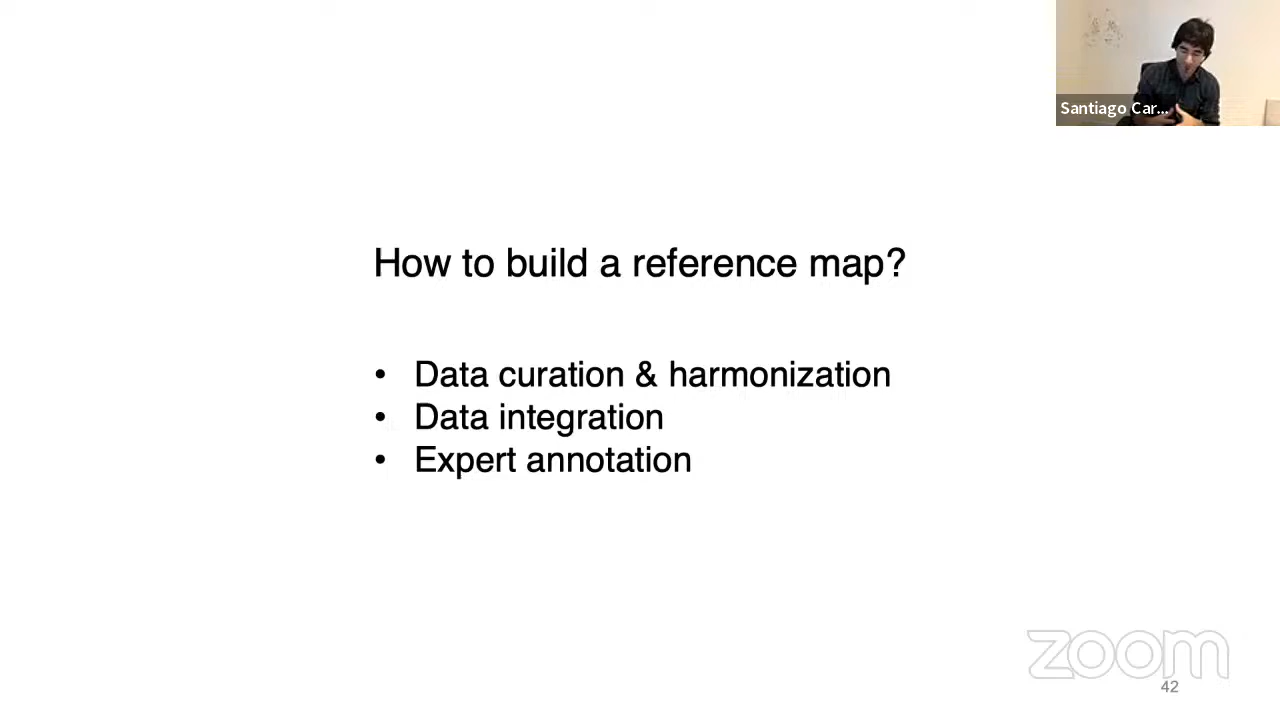 Santiago Car...
How to build a reference map?
• Data curation & harmonization
• Data integration
• Expert annotation
zoom
42